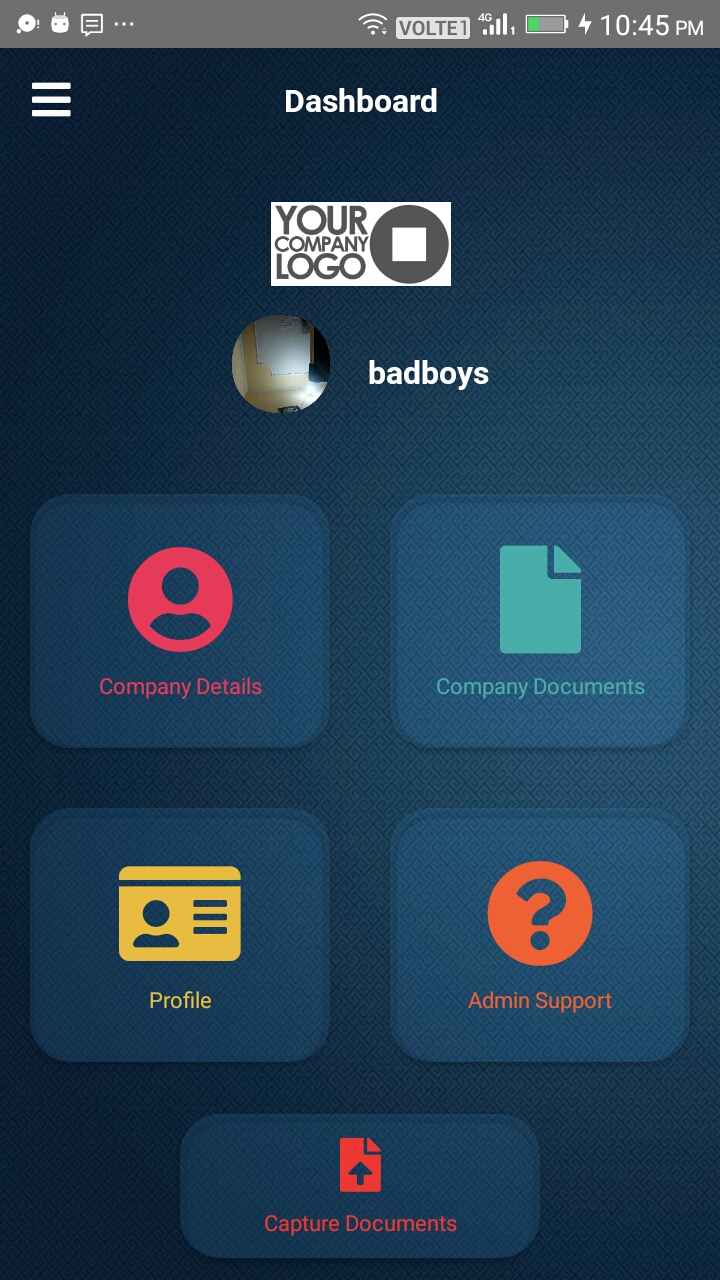 VOLTE1 4G 1 10:45 PM
Dashboard
YOUR
COMPANY
LOGO
badboys
Company Details
Company Documents
Profile
Admin Support
Capture Documents